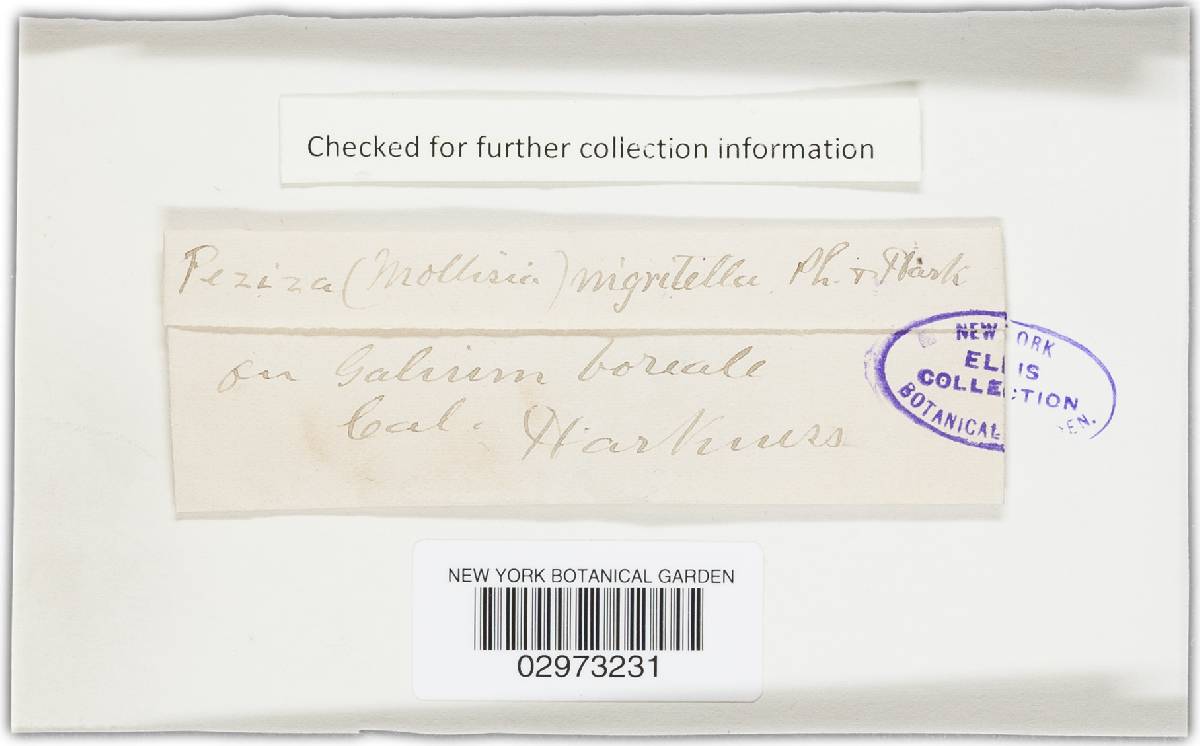 Checked for further collection information
Peziza (Mollisia) nigritella Ph. & Hark
on Galium boreale
Cal. Harkness
NEW YORK
ELLIS
COLLECTION
BOTANICAL EN.
NEW YORK BOTANICAL GARDEN
02973231